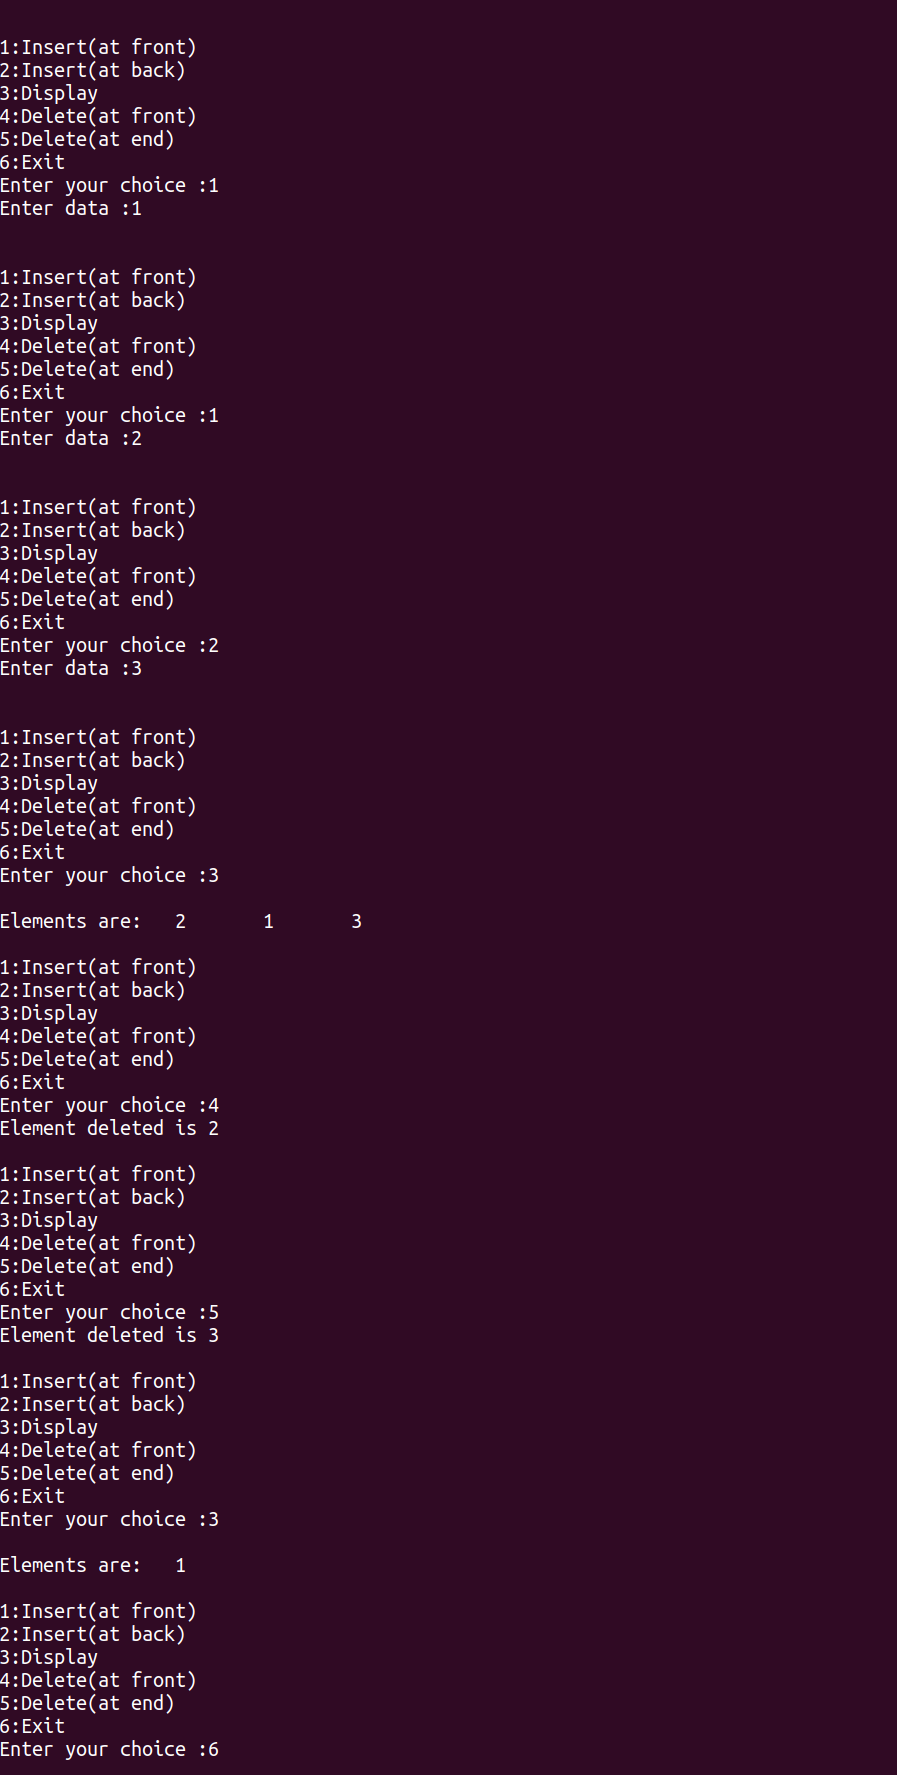 1:Insert(at front)
2:Insert(at back)
3:Display
4:Delete(at front)
5:Delete(at end)
6:Exit
Enter your choice :1
Enter data :1
1:Insert(at front)
2:Insert(at back)
3:Display
4:Delete(at front)
5:Delete(at end)
6:Exit
Enter your choice :1
Enter data :2
1:Insert(at front)
2:Insert(at back)
3:Display
4:Delete(at front)
5:Delete(at end)
6:Exit
Enter your choice :2
Enter data :3
1:Insert(at front)
2:Insert(at back)
3:Display
4:Delete(at front)
5:Delete(at end)
6:Exit
Enter your choice :3
Elements are:   2       1       3
1:Insert(at front)
2:Insert(at back)
3:Display
4:Delete(at front)
5:Delete(at end)
6:Exit
Enter your choice :4
Element deleted is 2
1:Insert(at front)
2:Insert(at back)
3:Display
4:Delete(at front)
5:Delete(at end)
6:Exit
Enter your choice :5
Element deleted is 3
1:Insert(at front)
2:Insert(at back)
3:Display
4:Delete(at front)
5:Delete(at end)
6:Exit
Enter your choice :3
Elements are:   1
1:Insert(at front)
2:Insert(at back)
3:Display
4:Delete(at front)
5:Delete(at end)
6:Exit
Enter your choice :6